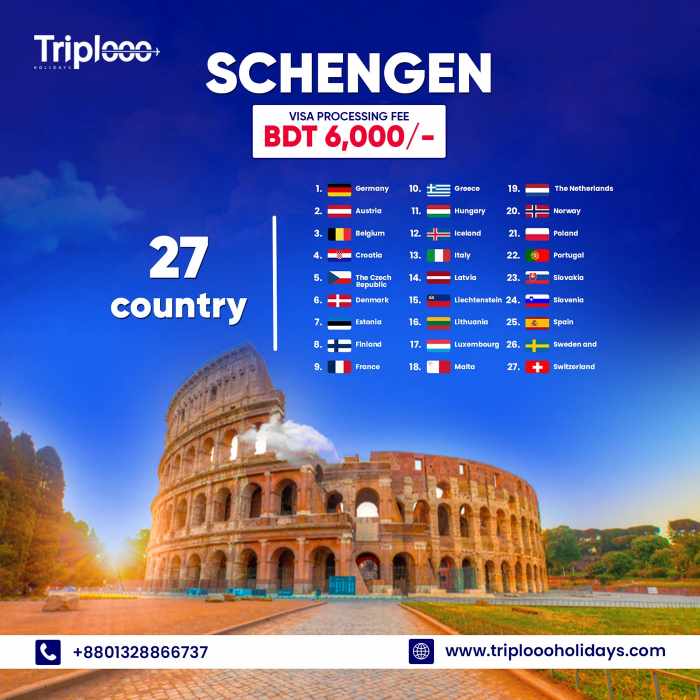 Triplooo
HOLIDAYS
SCHENGEN
VISA PROCESSING FEE
BDT 6,000/-
27
country
1. Germany
2. Austria
3. Belgium
4. Croatia
5. The Czech
Republic
6. Denmark
7. Estonia
8. Finland
9. France
10. Greece
11. Hungary
12. Iceland
13. Italy
14. Latvia
15. Liechtenstein
16. Lithuania
17. Luxembourg
18. Malta
19. The Netherlands
20. Norway
21. Poland
22. Portugal
23. Slovakia
24. Slovenia
25. Spain
26. Sweden and
27. Switzerland
+8801328866737
www.triploooholidays.com